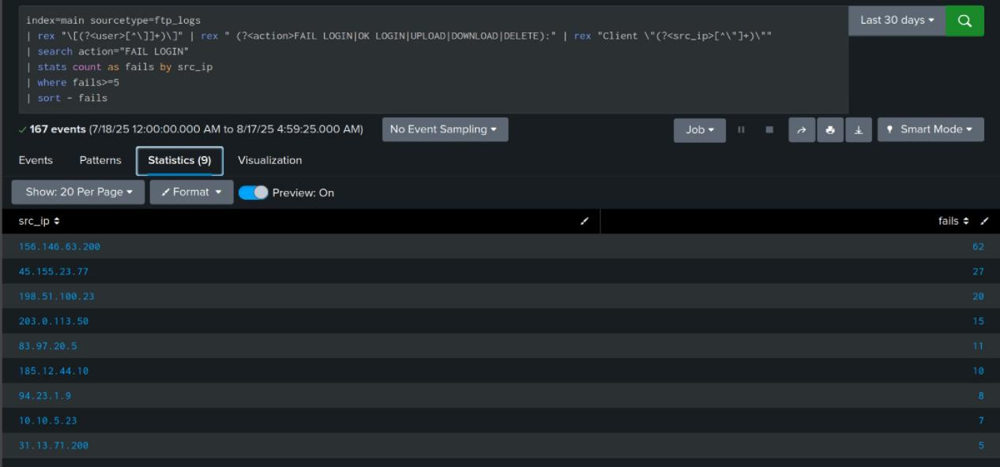 index=main sourcetype=ftp_logs
| rex "\[(?<user>[^\]]+)\]" | rex " (?<action>FAIL LOGIN|OK LOGIN|UPLOAD|DOWNLOAD|DELETE):" | rex "Client \"(?<src_ip>[^\"]+)\""
| search action="FAIL LOGIN"
| stats count as fails by src_ip
| where fails>=5
| sort - fails
Last 30 days
167 events (7/18/25 12:00:00.000 AM to 8/17/25 4:59:25.000 AM)
No Event Sampling
Job
Smart Mode
Events
Patterns
Statistics (9)
Visualization
Show: 20 Per Page
Format
Preview: On
src_ip fails
156.146.63.200 62
45.155.23.77 27
198.51.100.23 20
203.0.113.50 15
83.97.20.5 11
185.12.44.10 10
94.23.1.9 8
10.10.5.23 7
31.13.71.200 5